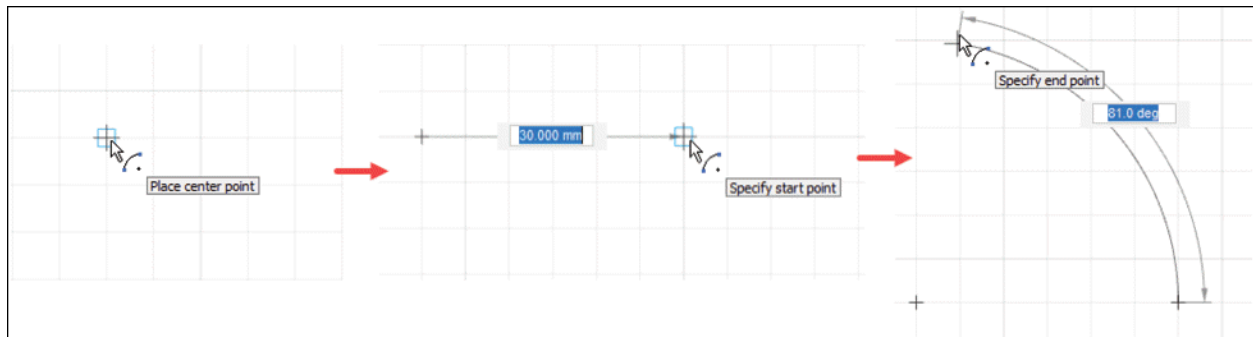 Place center point
30.000 mm
Specify start point
Specify end point
81.0 deg